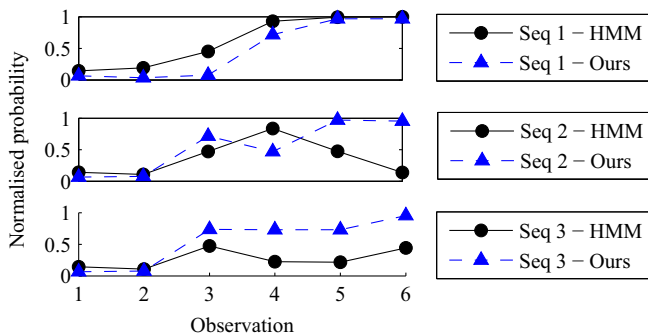 1
0.5
0
Seq 1 − HMM
Seq 1 − Ours
Normalised probability
1
0.5
0
Seq 2 − HMM
Seq 2 − Ours
1
0.5
0
Seq 3 − HMM
Seq 3 − Ours
1 2 3 4 5 6
Observation